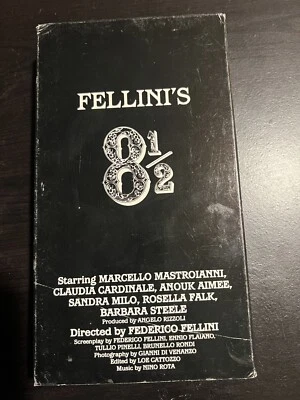 FELLINI'S
8½
Starring MARCELLO MASTROIANNI,
CLAUDIA CARDINALE, ANOUK AIMEE,
SANDRA MILO, ROSELLA FALK,
BARBARA STEELE
Produced by ANGELO RIZZOLI
Directed by FEDERICO FELLINI
Screenplay by FEDERICO FELLINI, ENNIO FLAIANO,
TULLIO PINELLI, BRUNELLO RONDI
Photography by GIANNI DI VENANZO
Edited by LOE CATTOZZO
Music by NINO ROTA